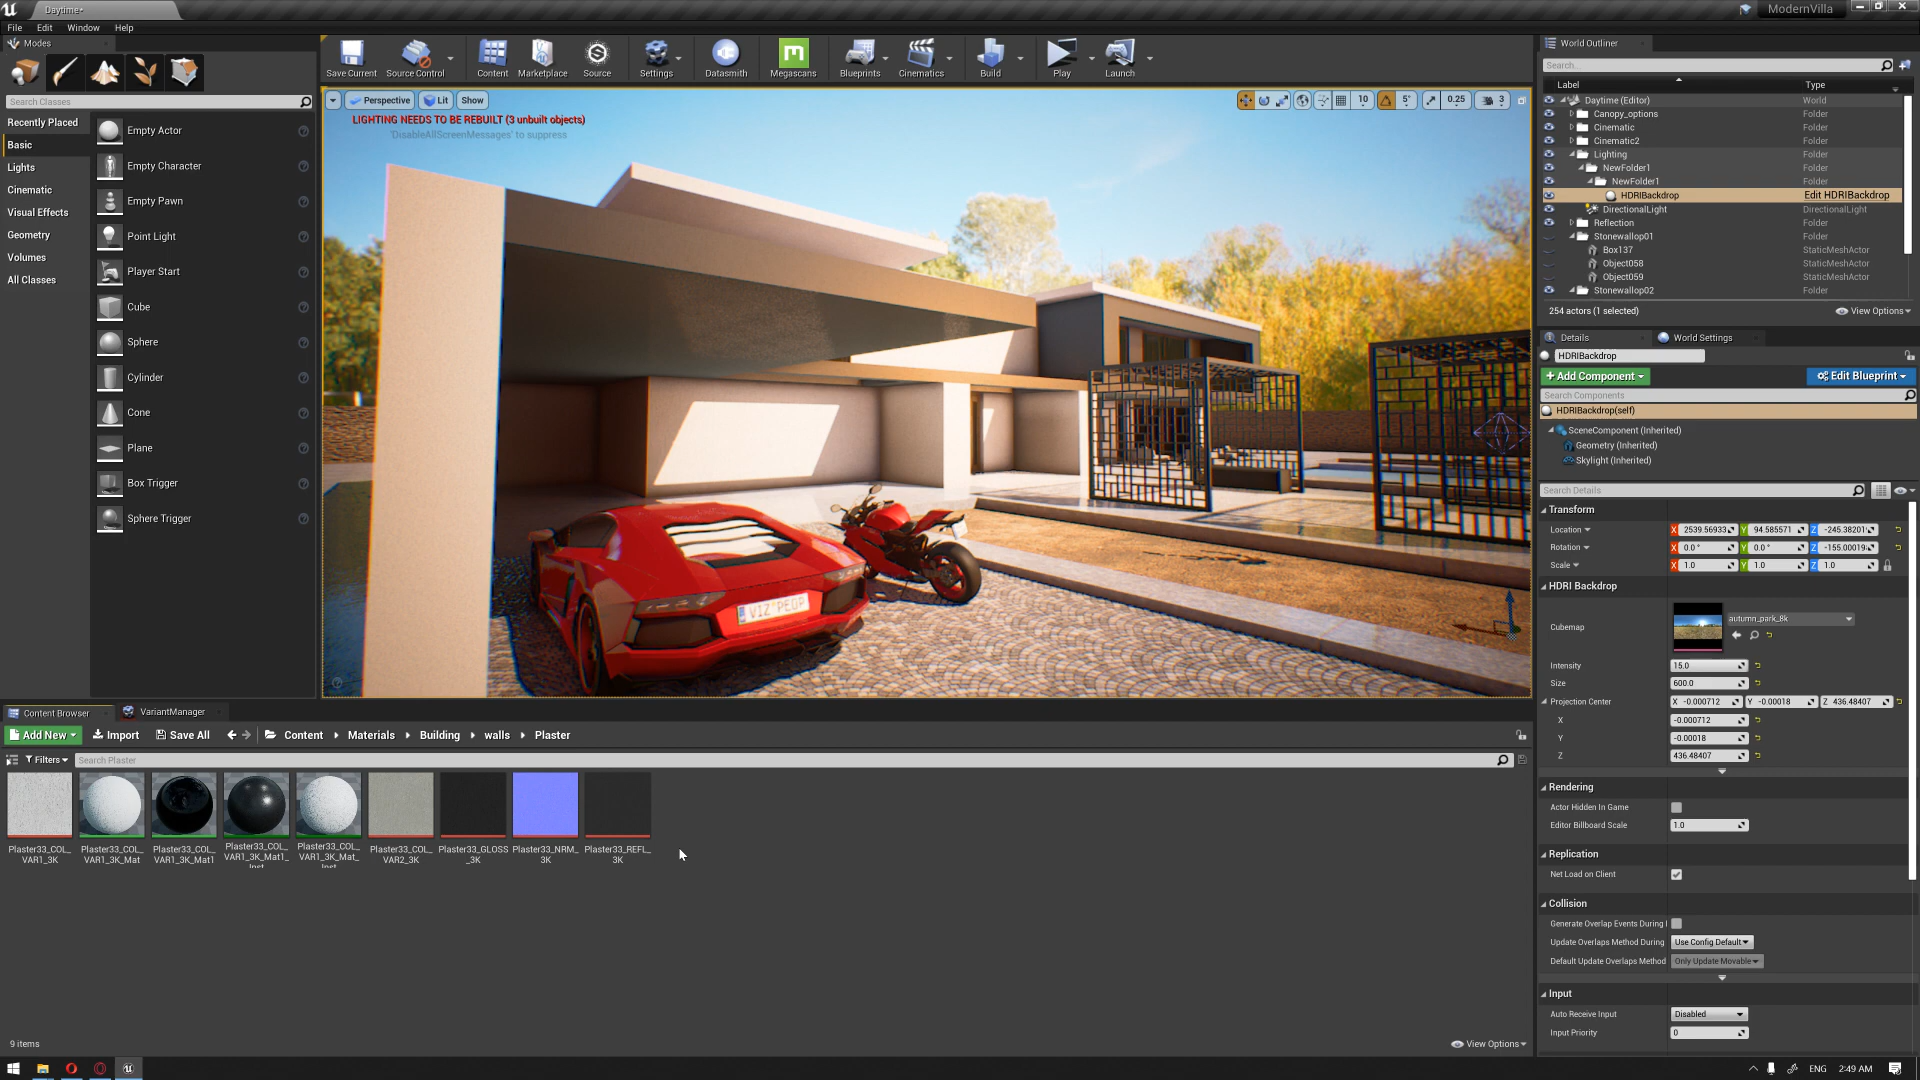 Daytime*
ModernVilla
File Edit Window Help
Modes
Search Classes
Recently Placed
Basic
Lights
Cinematic
Visual Effects
Geometry
Volumes
All Classes
Empty Actor
Empty Character
Empty Pawn
Point Light
Player Start
Cube
Sphere
Cylinder
Cone
Plane
Box Trigger
Sphere Trigger
Save Current Source Control Content Marketplace Source Settings Datasmith Megascans Blueprints Cinematics Build Play Launch
Perspective Lit Show
10 5° 0.25 3
LIGHTING NEEDS TO BE REBUILT (3 unbuilt objects)
'DisableAllScreenMessages' to suppress
World Outliner
Search...
Label Type
Daytime (Editor) World
Canopy_options Folder
Cinematic Folder
Cinematic2 Folder
Lighting Folder
NewFolder1 Folder
NewFolder1 Folder
HDRIBackdrop Edit HDRIBackdrop
DirectionalLight DirectionalLight
Reflection Folder
Stonewallop01 Folder
Box137 StaticMeshActor
Object058 StaticMeshActor
Object059 StaticMeshActor
Stonewallop02 Folder
254 actors (1 selected) View Options
Details World Settings
HDRIBackdrop
+ Add Component Edit Blueprint
Search Components
HDRIBackdrop(self)
SceneComponent (Inherited)
Geometry (Inherited)
Skylight (Inherited)
Search Details
Transform
Location X 2539.56933 Y 94.585571 Z -245.38201
Rotation X 0.0 ° Y 0.0 ° Z -155.00019
Scale X 1.0 Y 1.0 Z 1.0
HDRI Backdrop
Cubemap autumn_park_8k
Intensity 15.0
Size 600.0
Projection Center X -0.000712 Y -0.00018 Z 436.48407
X -0.000712
Y -0.00018
Z 436.48407
Rendering
Actor Hidden In Game
Editor Billboard Scale 1.0
Replication
Net Load on Client
Collision
Generate Overlap Events During
Update Overlaps Method During Use Config Default
Default Update Overlaps Method Only Update Movable
Input
Auto Receive Input Disabled
Input Priority 0
Content Browser VariantManager
Add New Import Save All Content Materials Building walls Plaster
Filters Search Plaster
Plaster33_COL_VAR1_3K
Plaster33_COL_VAR1_3K_Mat
Plaster33_COL_VAR1_3K_Mat1
Plaster33_COL_VAR1_3K_Mat1_Inst
Plaster33_COL_VAR1_3K_Mat_Inst
Plaster33_COL_VAR2_3K
Plaster33_GLOSS_3K
Plaster33_NRM_3K
Plaster33_REFL_3K
9 items View Options
ENG 2:49 AM